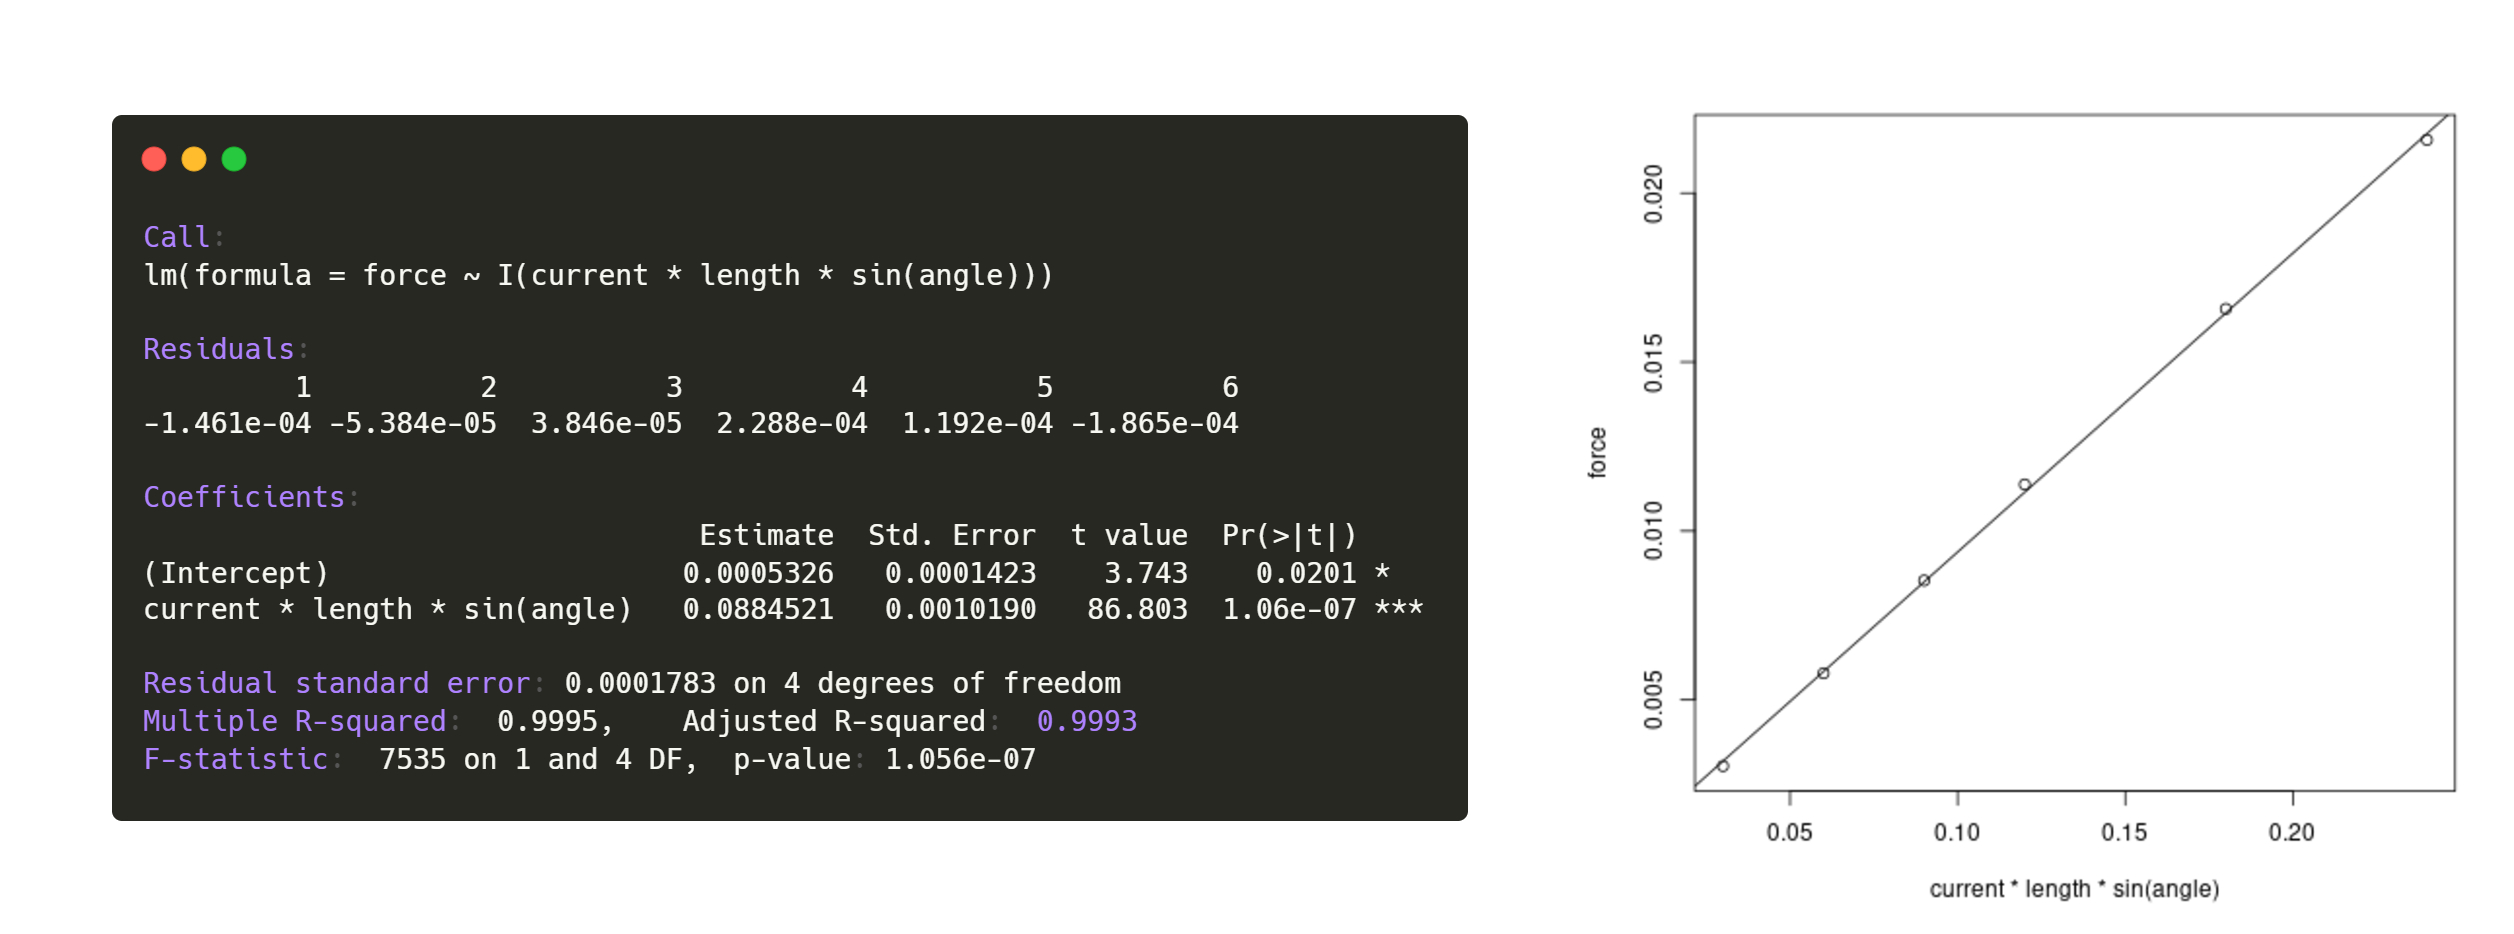 Call:
lm(formula = force ~ I(current * length * sin(angle)))
Residuals:
1 2 3 4 5 6
-1.461e-04 -5.384e-05 3.846e-05 2.288e-04 1.192e-04 -1.865e-04
Coefficients:
Estimate Std. Error t value Pr(>|t|)
(Intercept) 0.0005326 0.0001423 3.743 0.0201 *
current * length * sin(angle) 0.0884521 0.0010190 86.803 1.06e-07 ***
Residual standard error: 0.0001783 on 4 degrees of freedom
Multiple R-squared: 0.9995, Adjusted R-squared: 0.9993
F-statistic: 7535 on 1 and 4 DF, p-value: 1.056e-07
force
0.020
0.015
0.010
0.005
0.05 0.10 0.15 0.20
current * length * sin(angle)